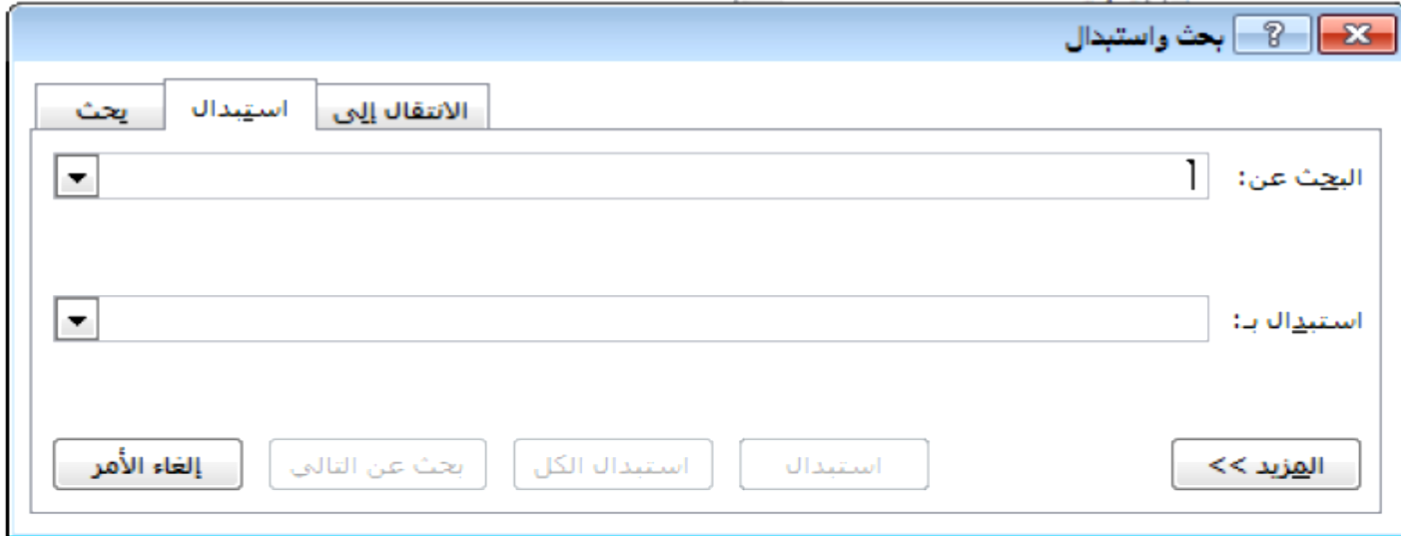 بحث واستبدال
بحث استبدال الانتقال إلى
البحث عن:
استبدال بـ:
المزيد >> استبدال استبدال الكل بحث عن التالي إلغاء الأمر